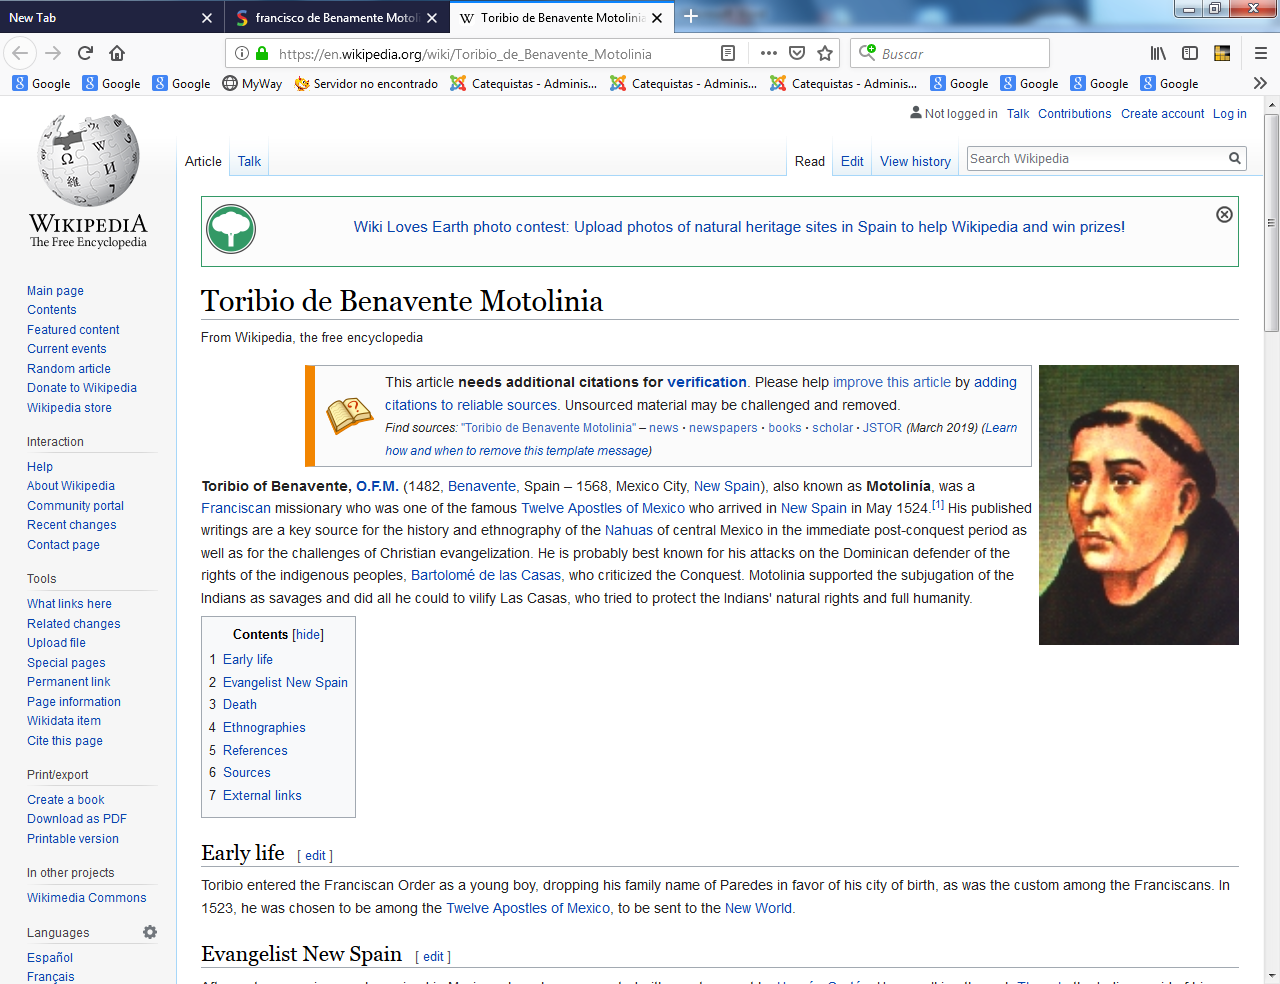 New Tab
francisco de Benamente Motoli
Toribio de Benavente Motolinia
https://en.wikipedia.org/wiki/Toribio_de_Benavente_Motolinia
Buscar
Google
Google
Google
MyWay
Servidor no encontrado
Catequistas - Adminis...
Catequistas - Adminis...
Catequistas - Adminis...
Google
Google
Google
Google
Not logged in Talk Contributions Create account Log in
Article Talk
Read Edit View history
Search Wikipedia
WIKIPEDIA
The Free Encyclopedia
Main page
Contents
Featured content
Current events
Random article
Donate to Wikipedia
Wikipedia store
Interaction
Help
About Wikipedia
Community portal
Recent changes
Contact page
Tools
What links here
Related changes
Upload file
Special pages
Permanent link
Page information
Wikidata item
Cite this page
Print/export
Create a book
Download as PDF
Printable version
In other projects
Wikimedia Commons
Languages
Español
Français
Wiki Loves Earth photo contest: Upload photos of natural heritage sites in Spain to help Wikipedia and win prizes!
Toribio de Benavente Motolinia
From Wikipedia, the free encyclopedia
This article needs additional citations for verification. Please help improve this article by adding
citations to reliable sources. Unsourced material may be challenged and removed.
Find sources: "Toribio de Benavente Motolinia" – news · newspapers · books · scholar · JSTOR (March 2019) (Learn
how and when to remove this template message)
Toribio of Benavente, O.F.M. (1482, Benavente, Spain – 1568, Mexico City, New Spain), also known as Motolinía, was a
Franciscan missionary who was one of the famous Twelve Apostles of Mexico who arrived in New Spain in May 1524.[1] His published
writings are a key source for the history and ethnography of the Nahuas of central Mexico in the immediate post-conquest period as
well as for the challenges of Christian evangelization. He is probably best known for his attacks on the Dominican defender of the
rights of the indigenous peoples, Bartolomé de las Casas, who criticized the Conquest. Motolinia supported the subjugation of the
Indians as savages and did all he could to vilify Las Casas, who tried to protect the Indians' natural rights and full humanity.
Contents [hide]
1 Early life
2 Evangelist New Spain
3 Death
4 Ethnographies
5 References
6 Sources
7 External links
Early life [ edit ]
Toribio entered the Franciscan Order as a young boy, dropping his family name of Paredes in favor of his city of birth, as was the custom among the Franciscans. In
1523, he was chosen to be among the Twelve Apostles of Mexico, to be sent to the New World.
Evangelist New Spain [ edit ]